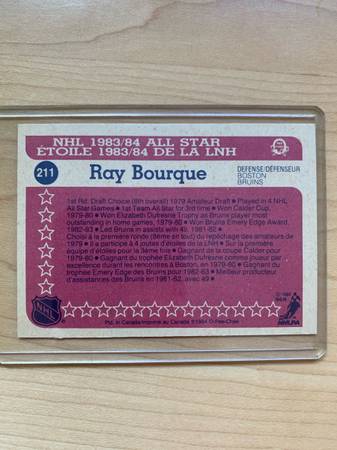 NHL 1983/84 ALL STAR
ÉTOILE 1983/84 DE LA LNH
211
Ray Bourque
DEFENSE/DÉFENSEUR
BOSTON
BRUINS
1st Rd. Draft Choice (8th overall) 1979 Amateur Draft • Played in 4 NHL
All Star Games • 1st Team All Star for 3rd time • Won Calder Cup,
1979-80 • Won Elizabeth Dufresne Trophy as Bruins player most
outstanding in home games, 1979-80 • Won Bruins Emery Edge Award,
1982-83 • Led Bruins in assists with 49, 1981-82 •
Choisi à la première ronde (8ème en tout) du repêchage des amateurs de
1979 • Il a participé à 4 joutes d'étoiles de la LNH • Sur la première
équipe d'étoiles pour la 3ème fois • Gagnant de la coupe Calder pour
1979-80 • Gagnant du trophée Elizabeth Dufresne comme joueur par
excellence durant les rencontres à Boston, en 1979-80 • Gagnant du
trophée Emery Edge des Bruins pour 1982-83 • Meilleur producteur
d'assistances des Bruins en 1981-82, avec 49 •
NHL
NHLPA
Ptd. in Canada/Imprimé au Canada © 1984 O-Pee-Chee